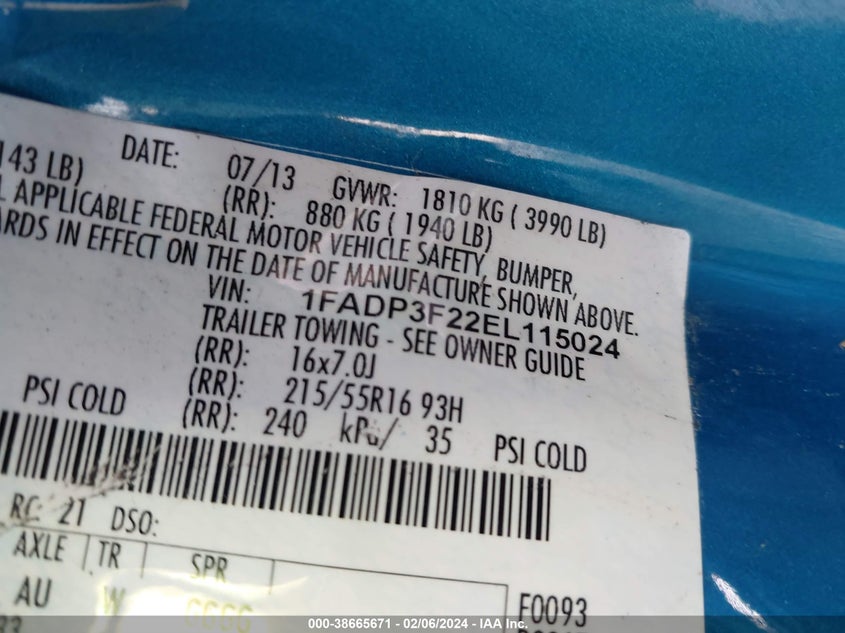 143 LB) DATE: 07/13 GVWR: 1810 KG ( 3990 LB)
(RR): 880 KG ( 1940 LB)
APPLICABLE FEDERAL MOTOR VEHICLE SAFETY, BUMPER,
IN EFFECT ON THE DATE OF MANUFACTURE SHOWN ABOVE.
VIN: 1FADP3F22EL115024
TRAILER TOWING - SEE OWNER GUIDE
(RR): 16x7.0J
(RR): 215/55R16 93H
PSI COLD (RR): 240 kPa/ 35 PSI COLD
RC: 21 DSO:
AXLE TR SPR
AU W GGGG F0093
000-38665671 - 02/06/2024 - IAA Inc.